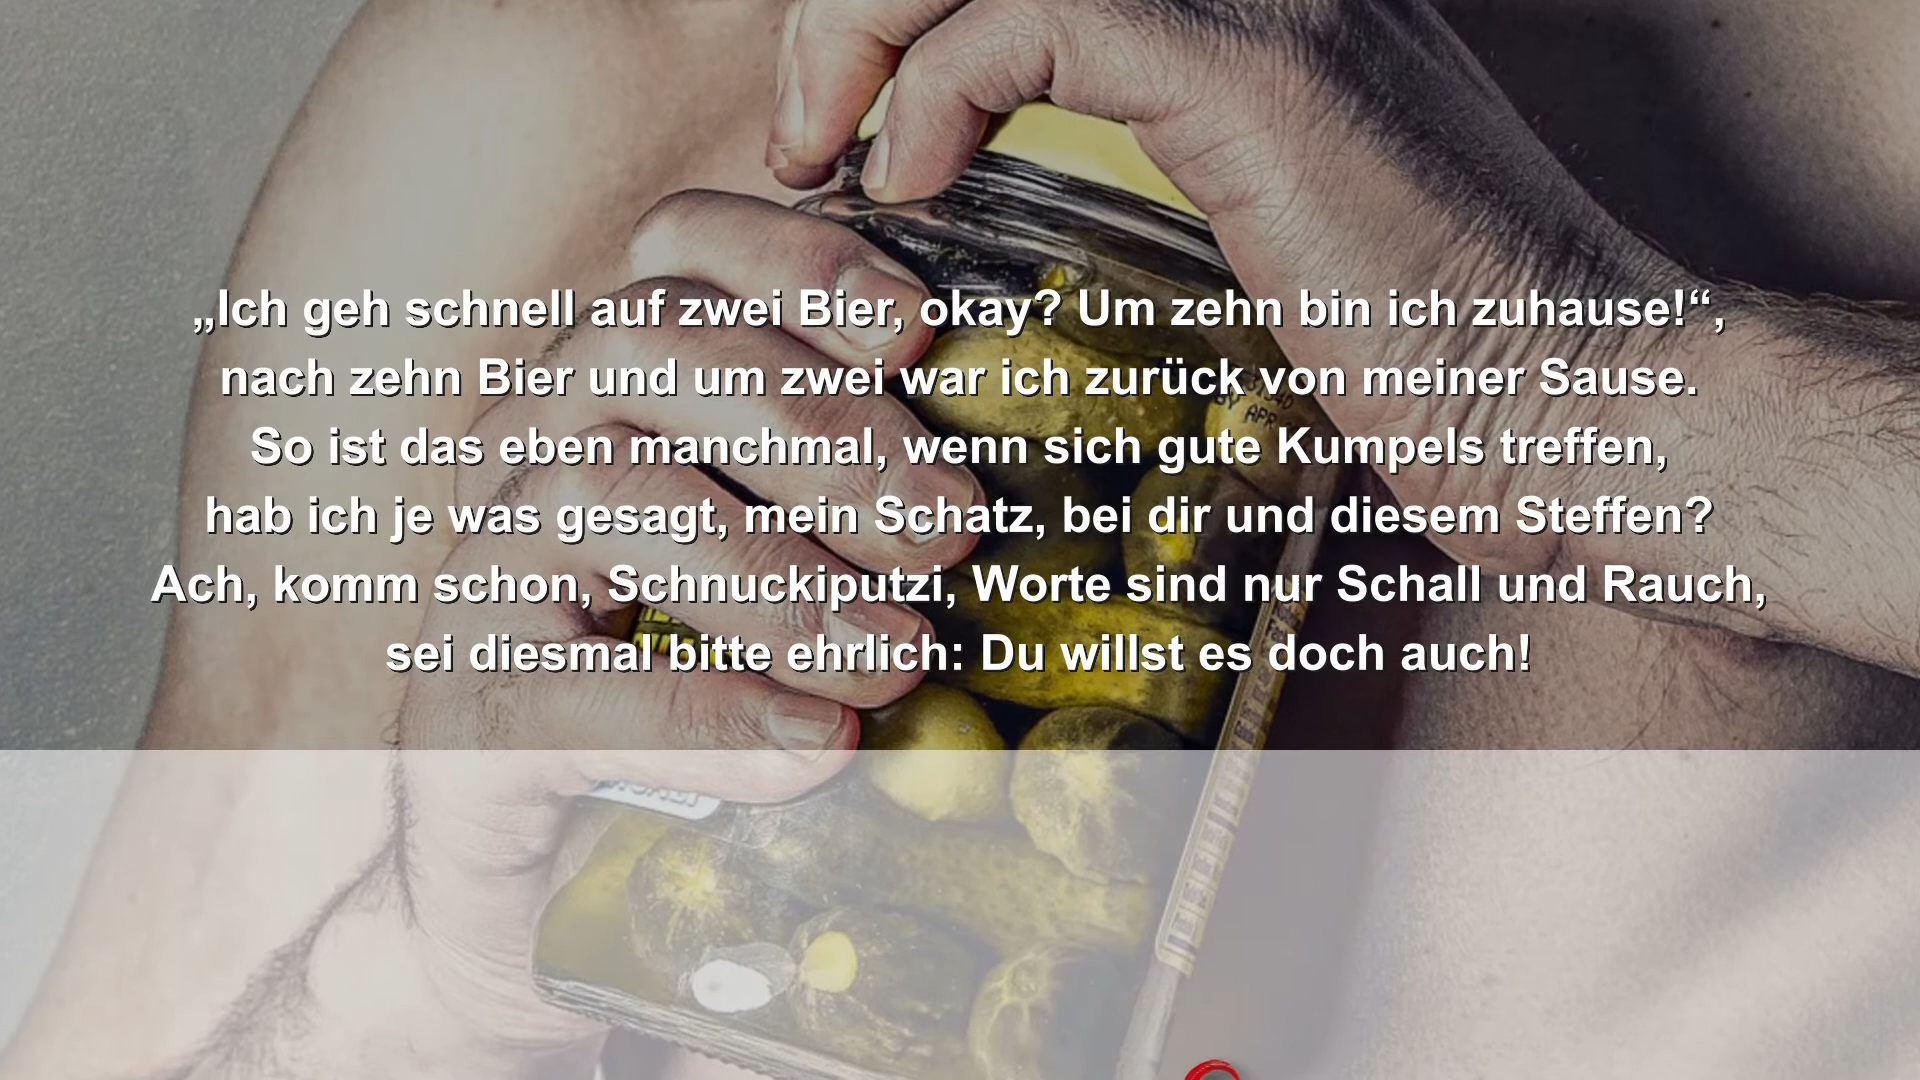 „Ich geh schnell auf zwei Bier, okay? Um zehn bin ich zuhause!“,
nach zehn Bier und um zwei war ich zurück von meiner Sause.
So ist das eben manchmal, wenn sich gute Kumpels treffen,
hab ich je was gesagt, mein Schatz, bei dir und diesem Steffen?
Ach, komm schon, Schnuckiputzi, Worte sind nur Schall und Rauch,
sei diesmal bitte ehrlich: Du willst es doch auch!